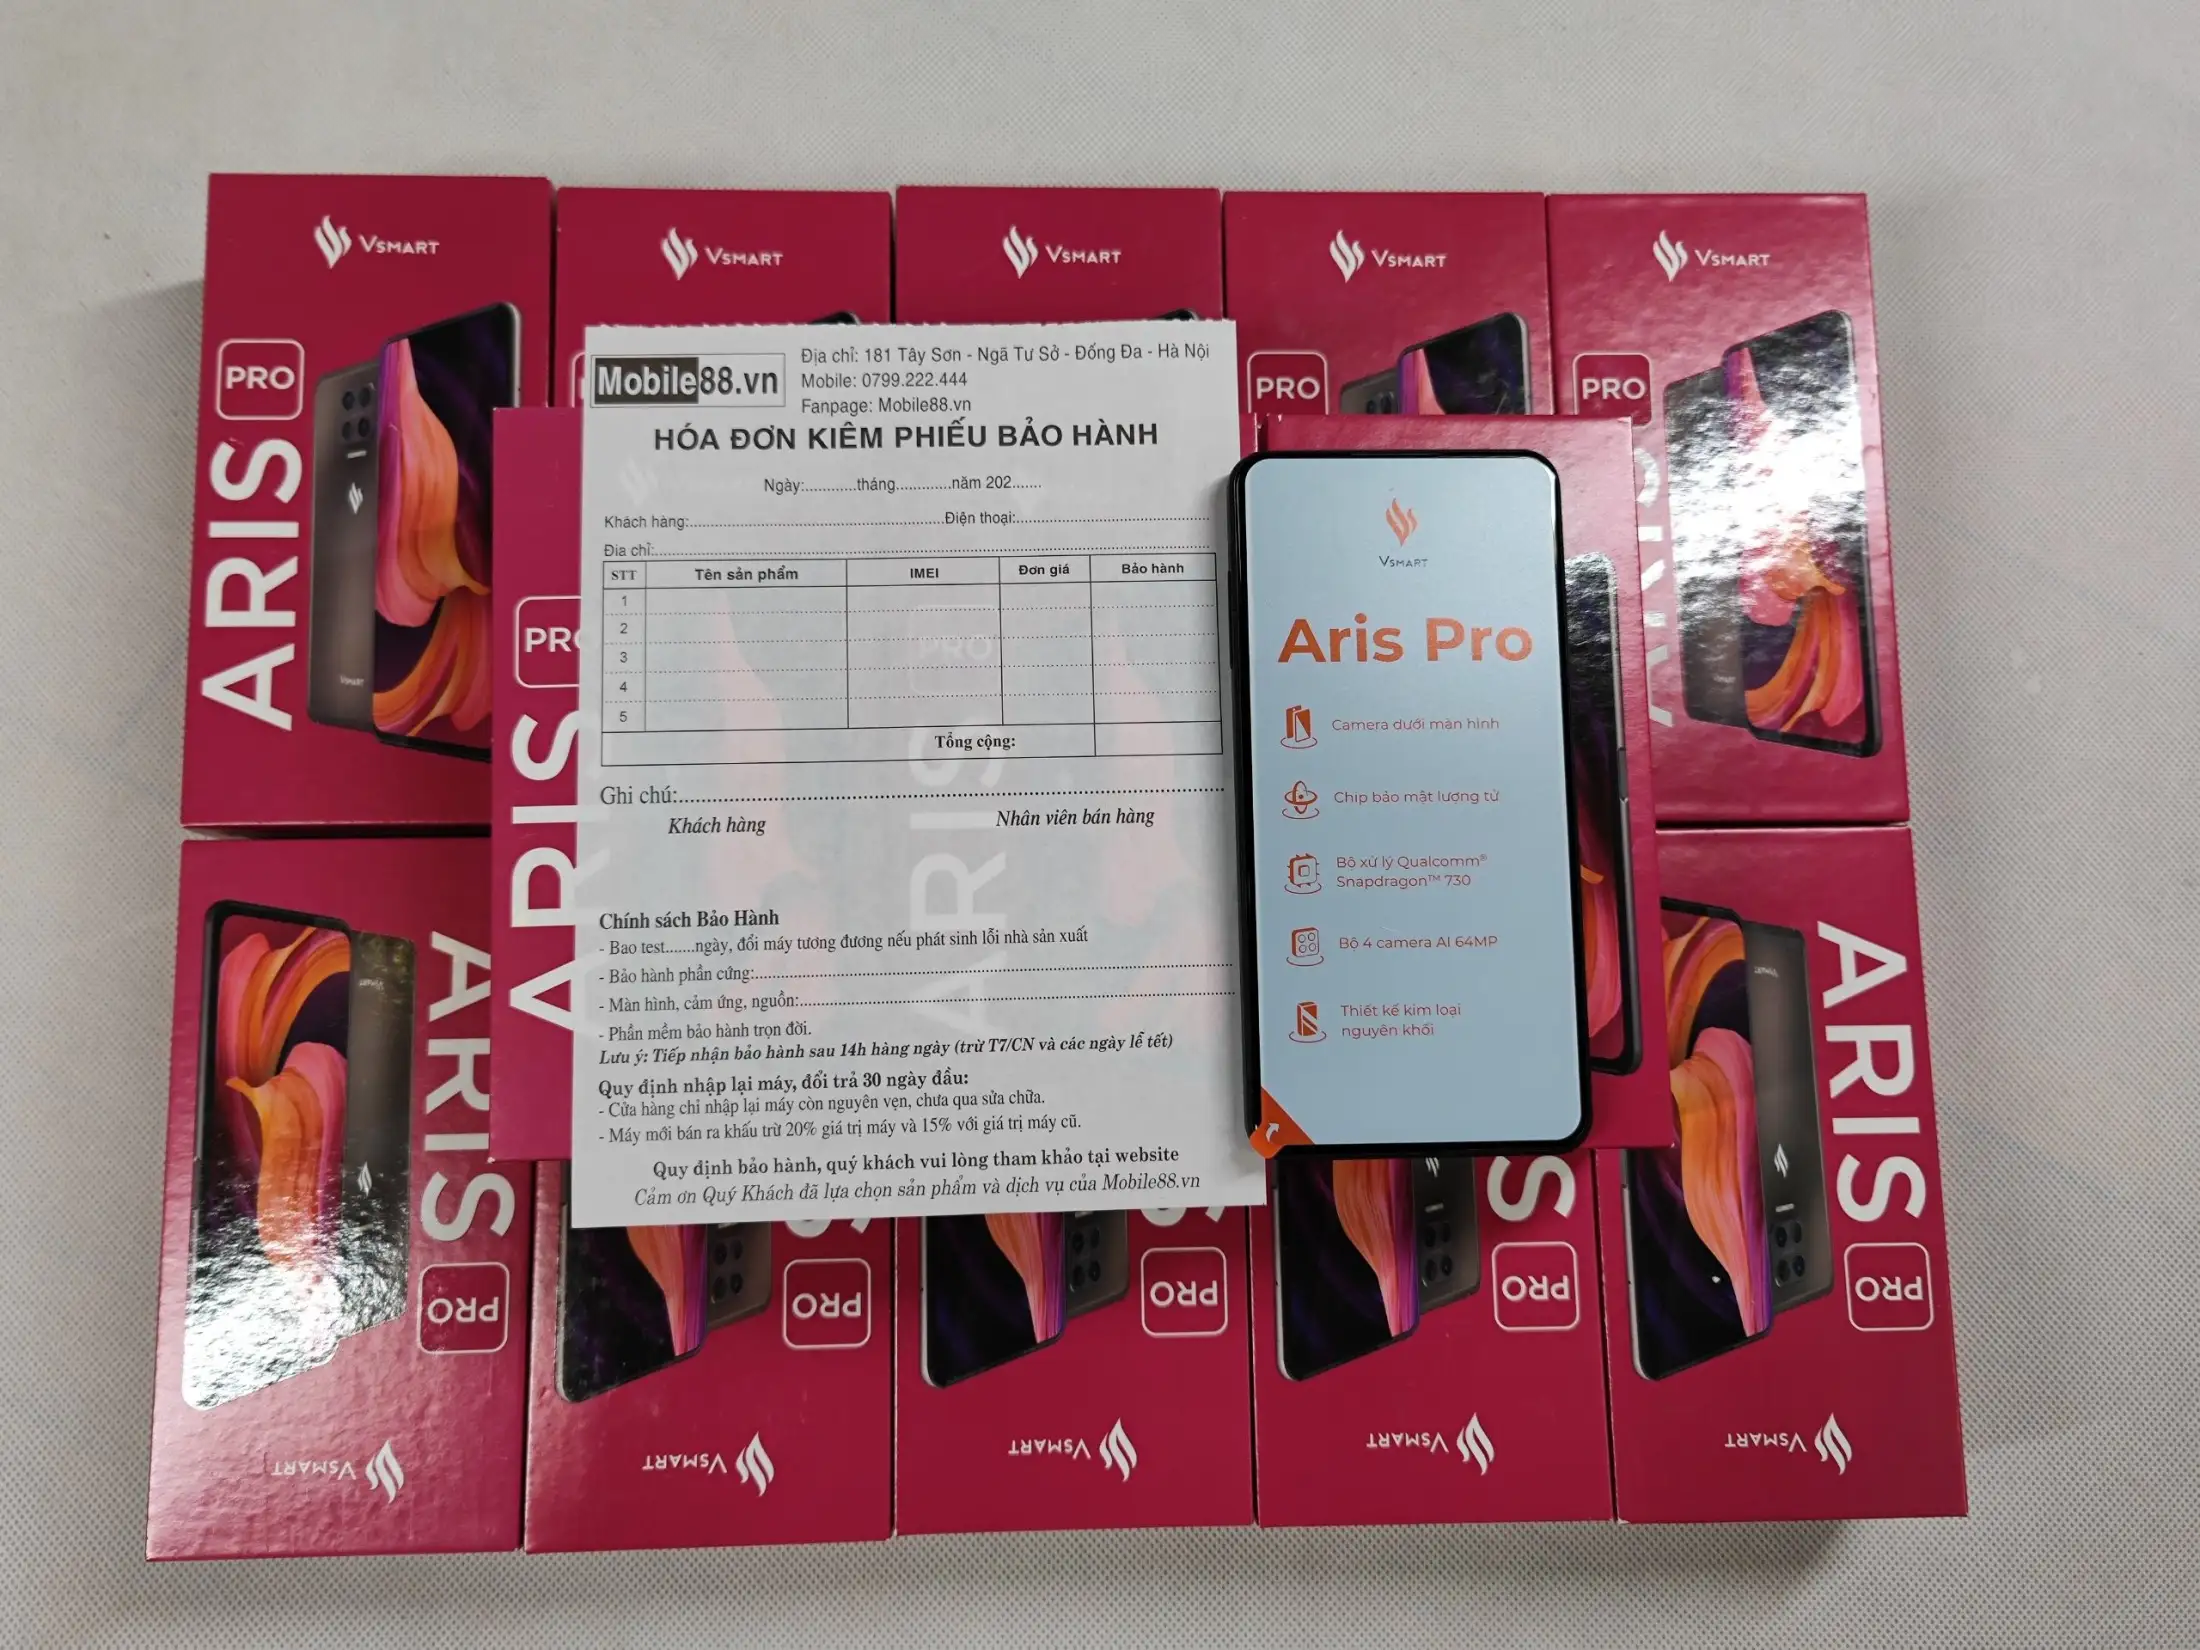 VSMART
VSMART
VSMART
VSMART
VSMART
PRO
ARIS
VSMART
PRO
PRO
Mobile88.vn
Địa chỉ: 181 Tây Sơn - Ngã Tư Sở - Đống Đa - Hà Nội
Mobile: 0799.222.444
Fanpage: Mobile88.vn
HÓA ĐƠN KIÊM PHIẾU BẢO HÀNH
Ngày:............tháng.............năm 202.......
Khách hàng:..........................................................Điện thoại:............................................
Địa chỉ:................................................................................................................................
STT Tên sản phẩm IMEI Đơn giá Bảo hành
1
2
3
4
5
Tổng cộng:
Ghi chú:................................................................................................
Khách hàng Nhân viên bán hàng
Chính sách Bảo Hành
- Bao test.......ngày, đổi máy tương đương nếu phát sinh lỗi nhà sản xuất
- Bảo hành phần cứng:................................................................................
- Màn hình, cảm ứng, nguồn:........................................................................
- Phần mềm bảo hành trọn đời.
Lưu ý: Tiếp nhận bảo hành sau 14h hàng ngày (trừ T7/CN và các ngày lễ tết)
Quy định nhập lại máy, đổi trả 30 ngày đầu:
- Cửa hàng chỉ nhập lại máy còn nguyên vẹn, chưa qua sửa chữa.
- Máy mới bán ra khấu trừ 20% giá trị máy và 15% với giá trị máy cũ.
Quy định bảo hành, quý khách vui lòng tham khảo tại website
Cảm ơn Quý Khách đã lựa chọn sản phẩm và dịch vụ của Mobile88.vn
PRO
ARIS
VSMART
Aris Pro
Camera dưới màn hình
Chip bảo mật lượng tử
Bộ xử lý Qualcomm®
Snapdragon™ 730
Bộ 4 camera AI 64MP
Thiết kế kim loại
nguyên khối
ARIS
PRO
VSMART
VSMART
PRO
VSMART
PRO
VSMART
S
PRO
VSMART
VSMART
ARIS
PRO
VSMART